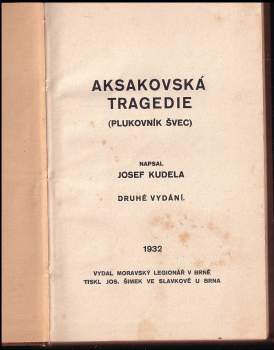 AKSAKOVSKÁ
TRAGEDIE
(PLUKOVNÍK ŠVEC)
NAPSAL
JOSEF KUDELA
DRUHÉ VYDÁNÍ.
1932
VYDAL MORAVSKÝ LEGIONÁŘ V BRNĚ
TISKL JOS. ŠIMEK VE SLAVKOVĚ U BRNA